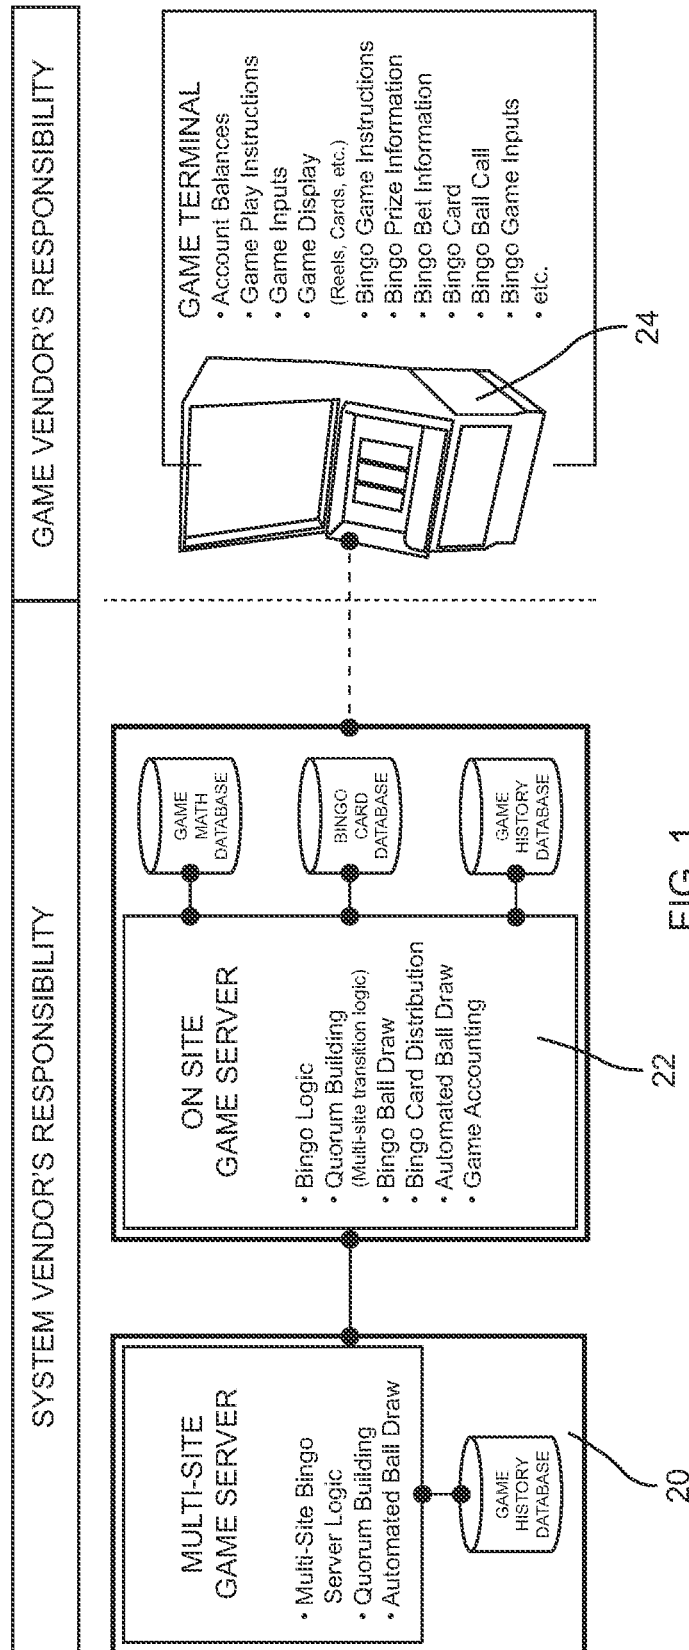 SYSTEM VENDOR'S RESPONSIBILITY
GAME VENDOR'S RESPONSIBILITY
MULTI-SITE
GAME SERVER
• Multi-Site Bingo
Server Logic
• Quorum Building
• Automated Ball Draw
GAME
HISTORY
DATABASE
20
ON SITE
GAME SERVER
• Bingo Logic
• Quorum Building
(Multi-site transition logic)
• Bingo Ball Draw
• Bingo Card Distribution
• Automated Ball Draw
• Game Accounting
22
GAME
MATH
DATABASE
BINGO
CARD
DATABASE
GAME
HISTORY
DATABASE
GAME TERMINAL
• Account Balances
• Game Play Instructions
• Game Inputs
• Game Display
(Reels, Cards, etc.)
• Bingo Game Instructions
• Bingo Prize Information
• Bingo Bet Information
• Bingo Card
• Bingo Ball Call
• Bingo Game Inputs
• etc.
24
FIG. 1